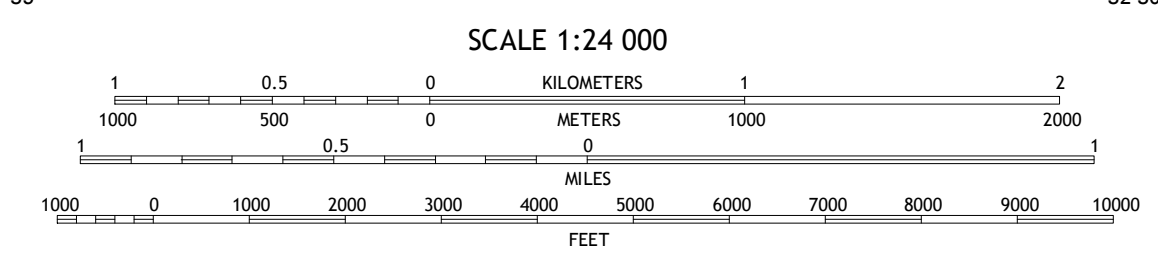 SCALE 1:24 000
1 0.5 0 KILOMETERS 1 2
1000 500 0 METERS 1000 2000
1 0.5 0 1
MILES
1000 0 1000 2000 3000 4000 5000 6000 7000 8000 9000 10000
FEET